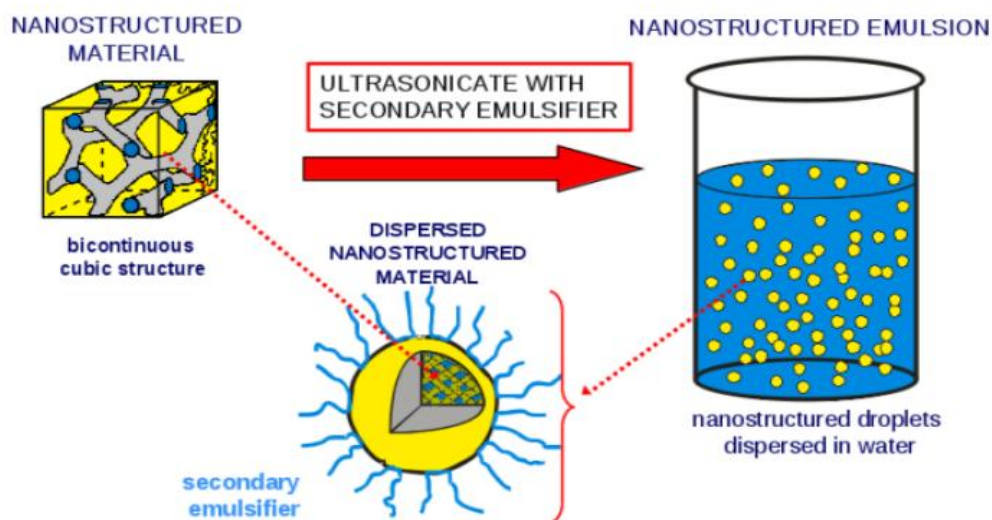 NANOSTRUCTURED
MATERIAL
bicontinuous
cubic structure
ULTRASONICATE WITH
SECONDARY EMULSIFIER
DISPERSED
NANOSTRUCTURED
MATERIAL
secondary
emulsifier
NANOSTRUCTURED EMULSION
nanostructured droplets
dispersed in water